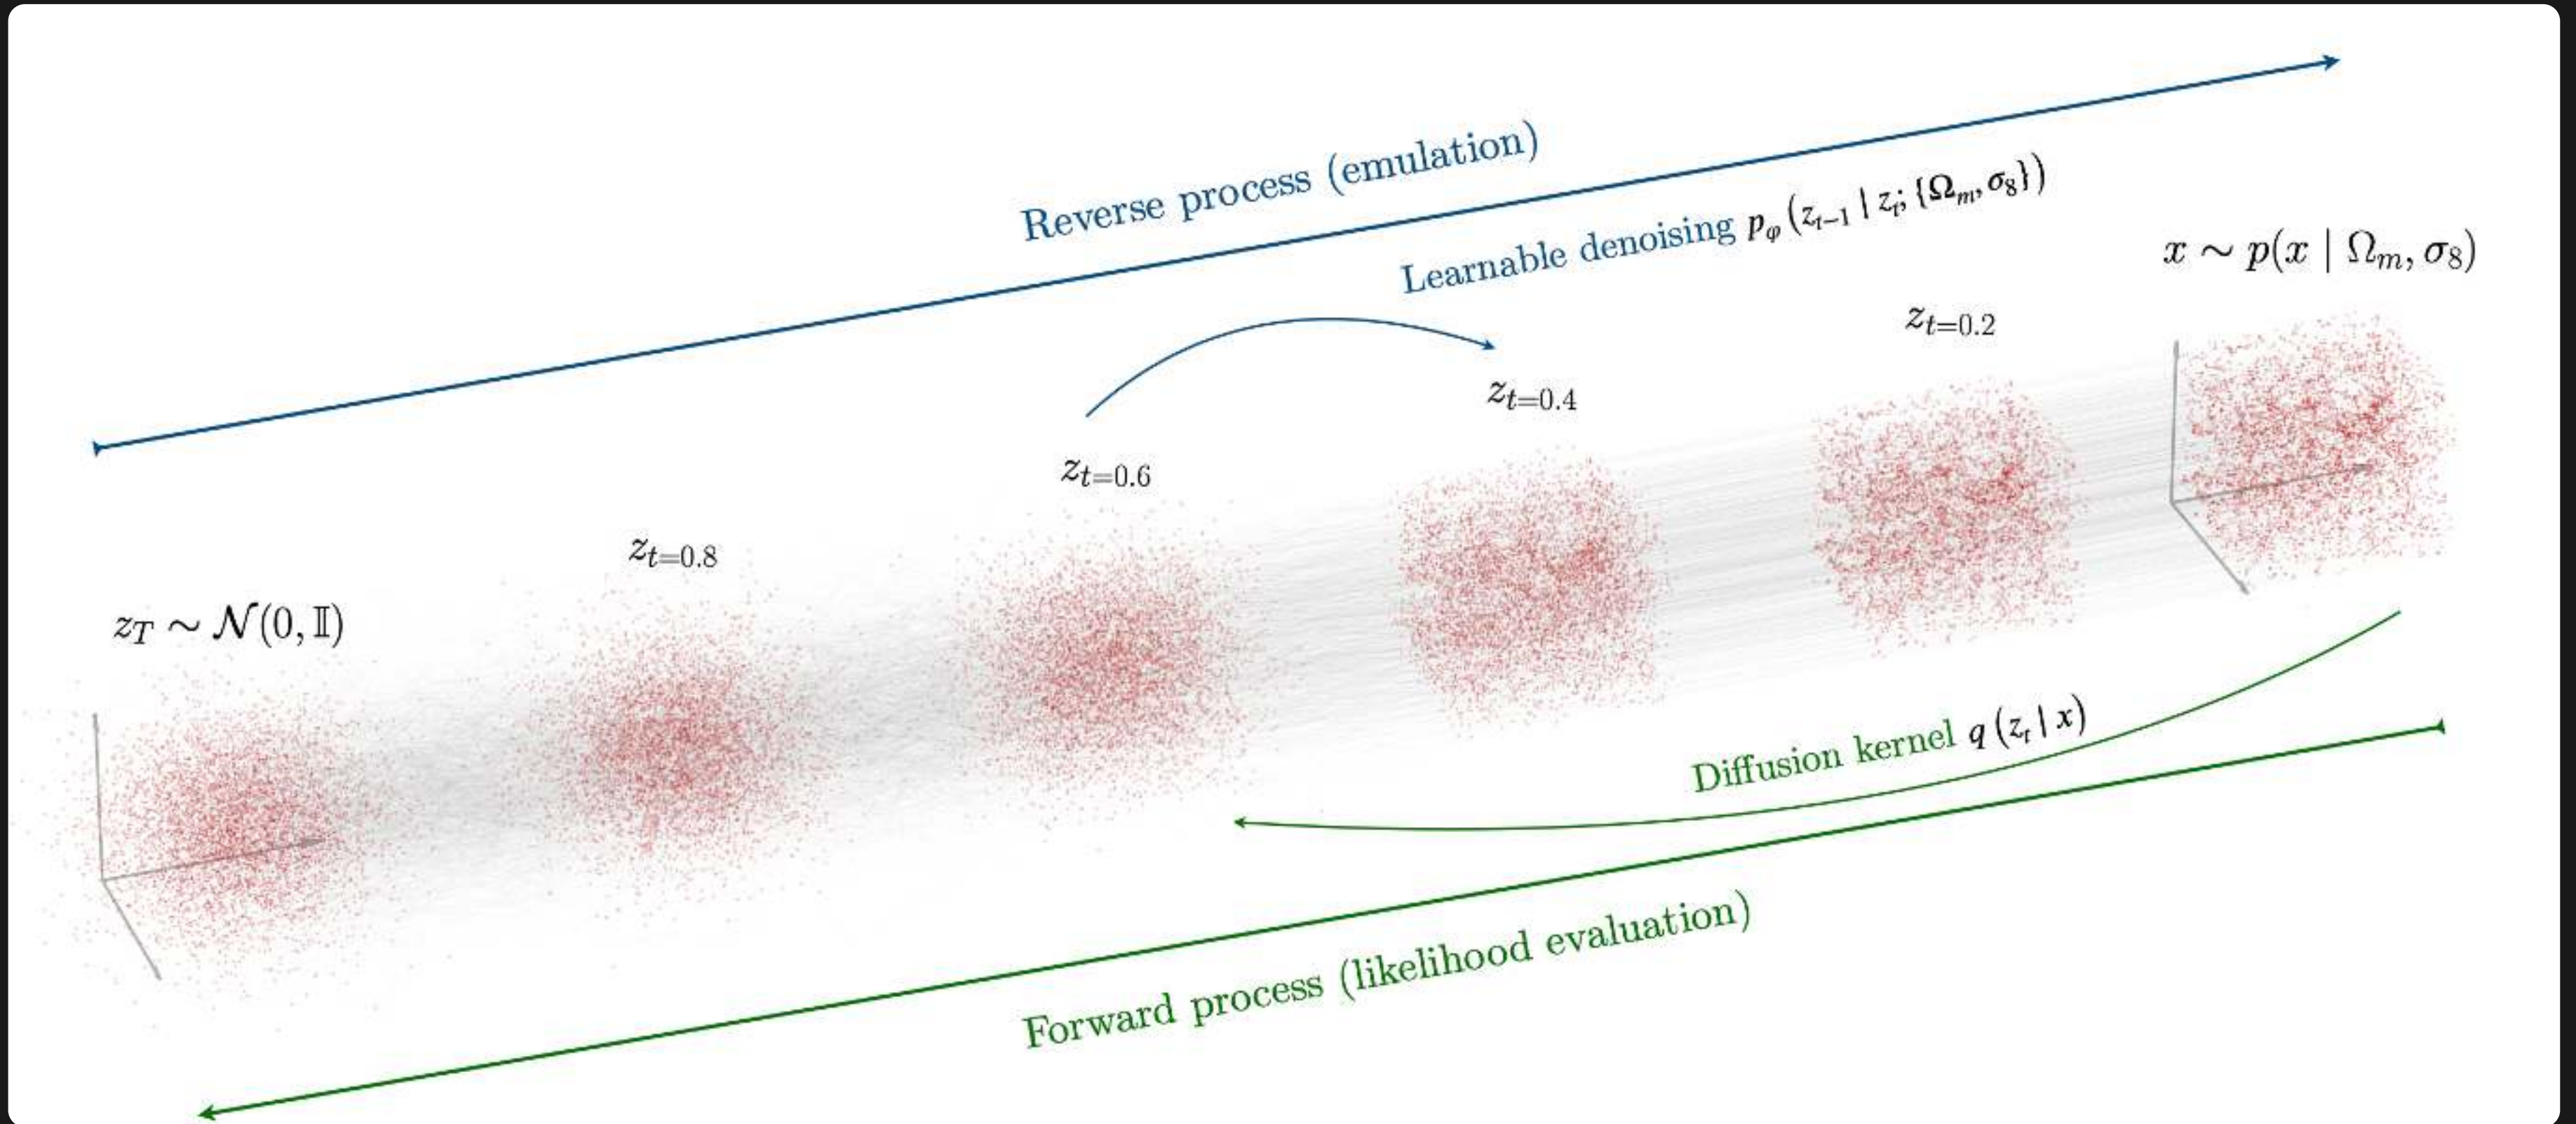 Reverse process (emulation)
Learnable denoising p_φ (z_{t−1} | z_t; {Ω_m, σ_8})
x ∼ p(x | Ω_m, σ_8)
z_{t=0.2}
z_{t=0.4}
z_{t=0.6}
z_{t=0.8}
z_T ∼ 𝒩(0, 𝕀)
Diffusion kernel q (z_t | x)
Forward process (likelihood evaluation)